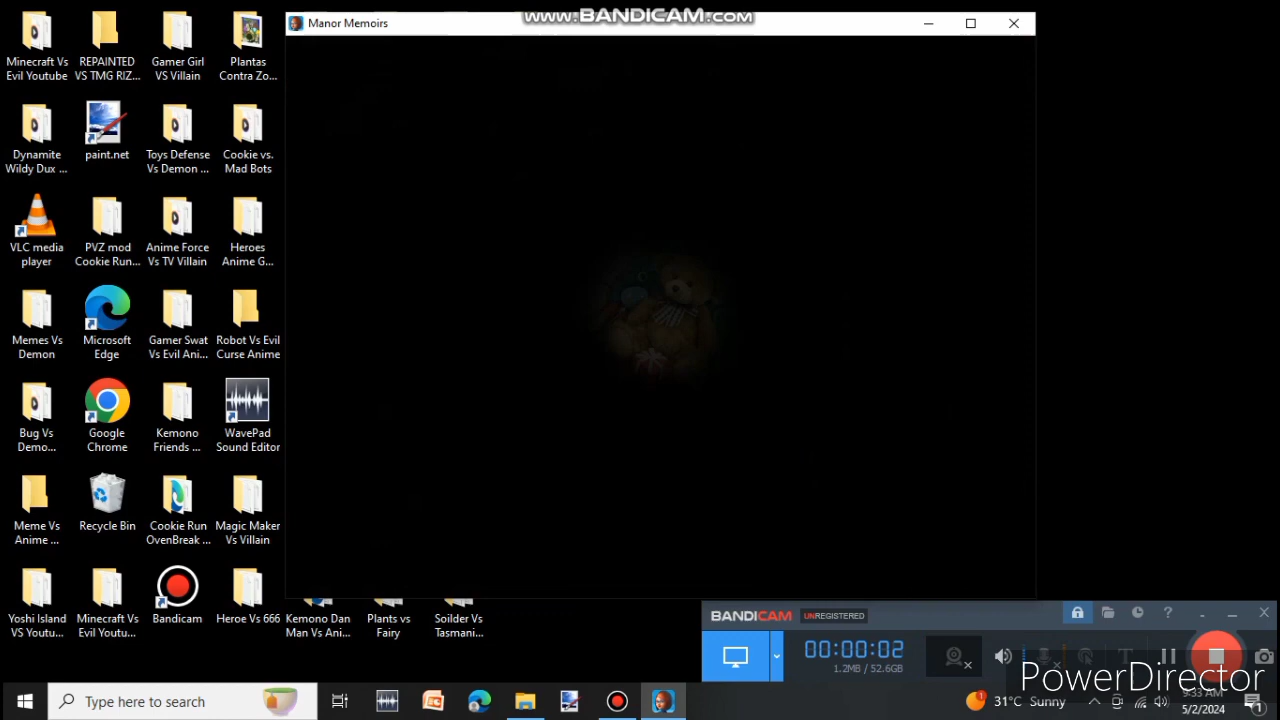 www.BANDICAM.com
Manor Memoirs
Minecraft Vs
Evil Youtube
REPAINTED
VS TMG RIZ...
Gamer Girl
VS Villain
Plantas
Contra Zo...
Dynamite
Wildy Dux ...
paint.net
Toys Defense
Vs Demon ...
Cookie vs.
Mad Bots
VLC media
player
PVZ mod
Cookie Run...
Anime Force
Vs TV Villain
Heroes
Anime G...
Memes Vs
Demon
Microsoft
Edge
Gamer Swat
Vs Evil Ani...
Robot Vs Evil
Curse Anime
Bug Vs
Demo...
Google
Chrome
Kemono
Friends ...
WavePad
Sound Editor
Meme Vs
Anime ...
Recycle Bin
Cookie Run
OvenBreak ...
Magic Maker
Vs Villain
Yoshi Island
VS Youtu...
Minecraft Vs
Evil Youtu...
Bandicam
Heroe Vs 666
Kemono Dan
Man Vs Ani...
Plants vs
Fairy
Soilder Vs
Tasmani...
BANDICAM UNREGISTERED
00:00:02
1.2MB / 52.6GB
PowerDirector
Type here to search
1
31°C Sunny
9:33 AM
5/2/2024
1